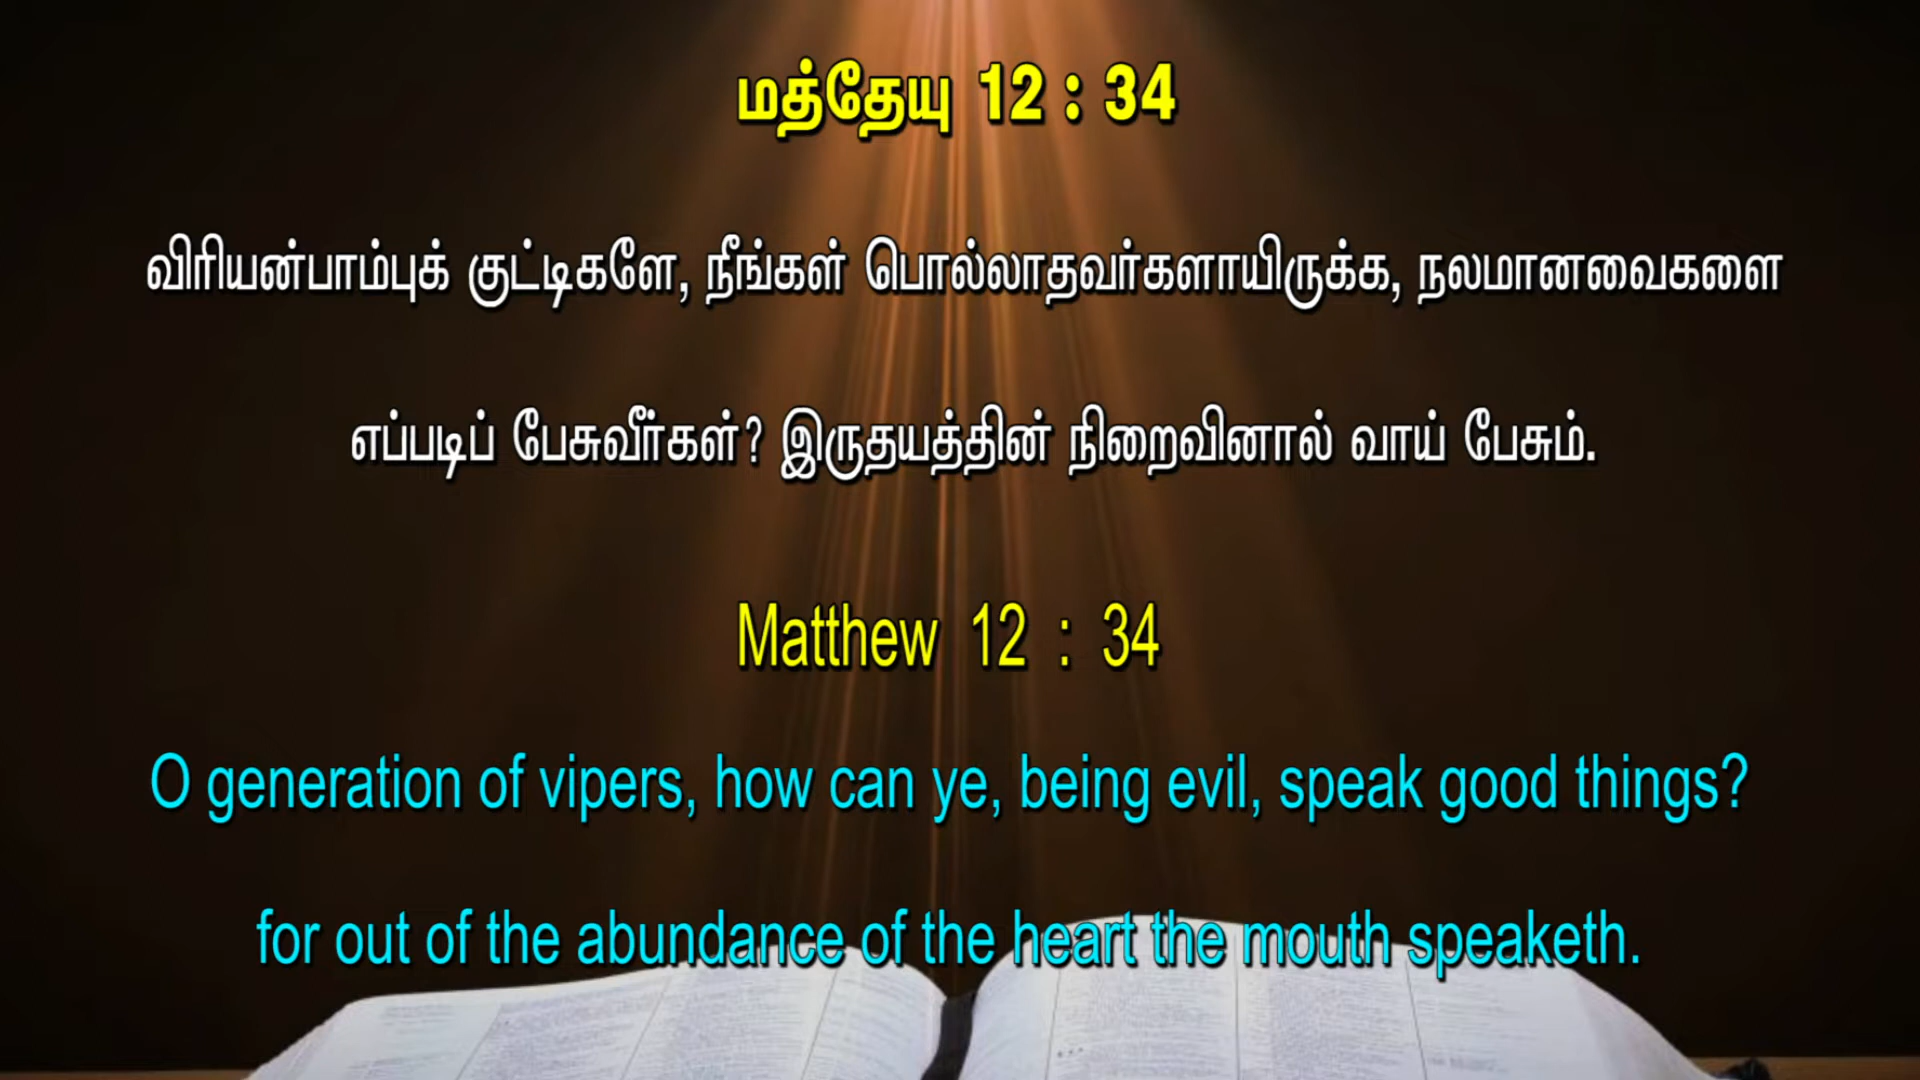 மத்தேயு 12 : 34
விரியன்பாம்புக் குட்டிகளே, நீங்கள் பொல்லாதவர்களாயிருக்க, நலமானவைகளை
எப்படிப் பேசுவீர்கள்? இருதயத்தின் நிறைவினால் வாய் பேசும்.
Matthew 12 : 34
O generation of vipers, how can ye, being evil, speak good things?
for out of the abundance of the heart the mouth speaketh.